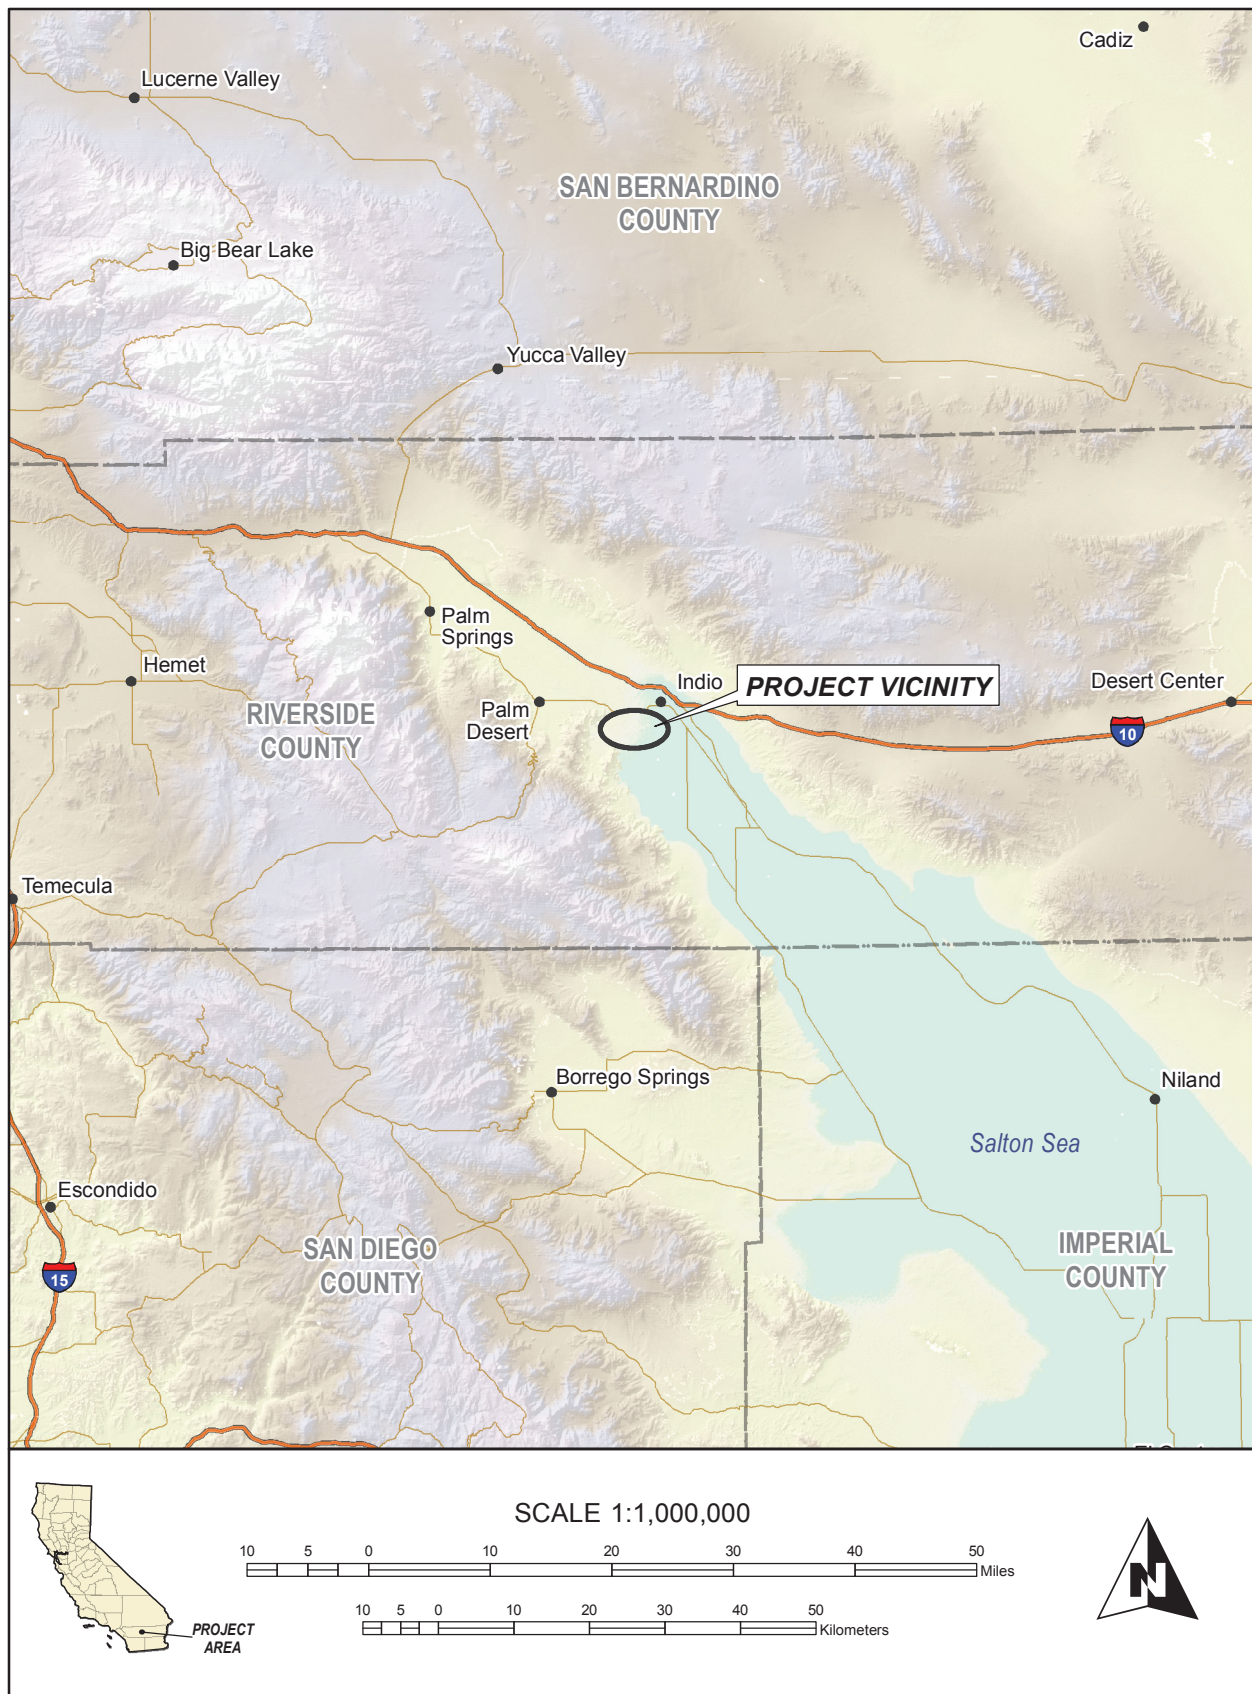 Cadiz
Lucerne Valley
SAN BERNARDINO
COUNTY
Big Bear Lake
Yucca Valley
Palm
Springs
Hemet
Indio
PROJECT VICINITY
Desert Center
RIVERSIDE
COUNTY
Palm
Desert
10
Temecula
Borrego Springs
Niland
Salton Sea
Escondido
SAN DIEGO
COUNTY
IMPERIAL
COUNTY
15
SCALE 1:1,000,000
10 5 0 10 20 30 40 50
Miles
10 5 0 10 20 30 40 50
Kilometers
PROJECT
AREA
N